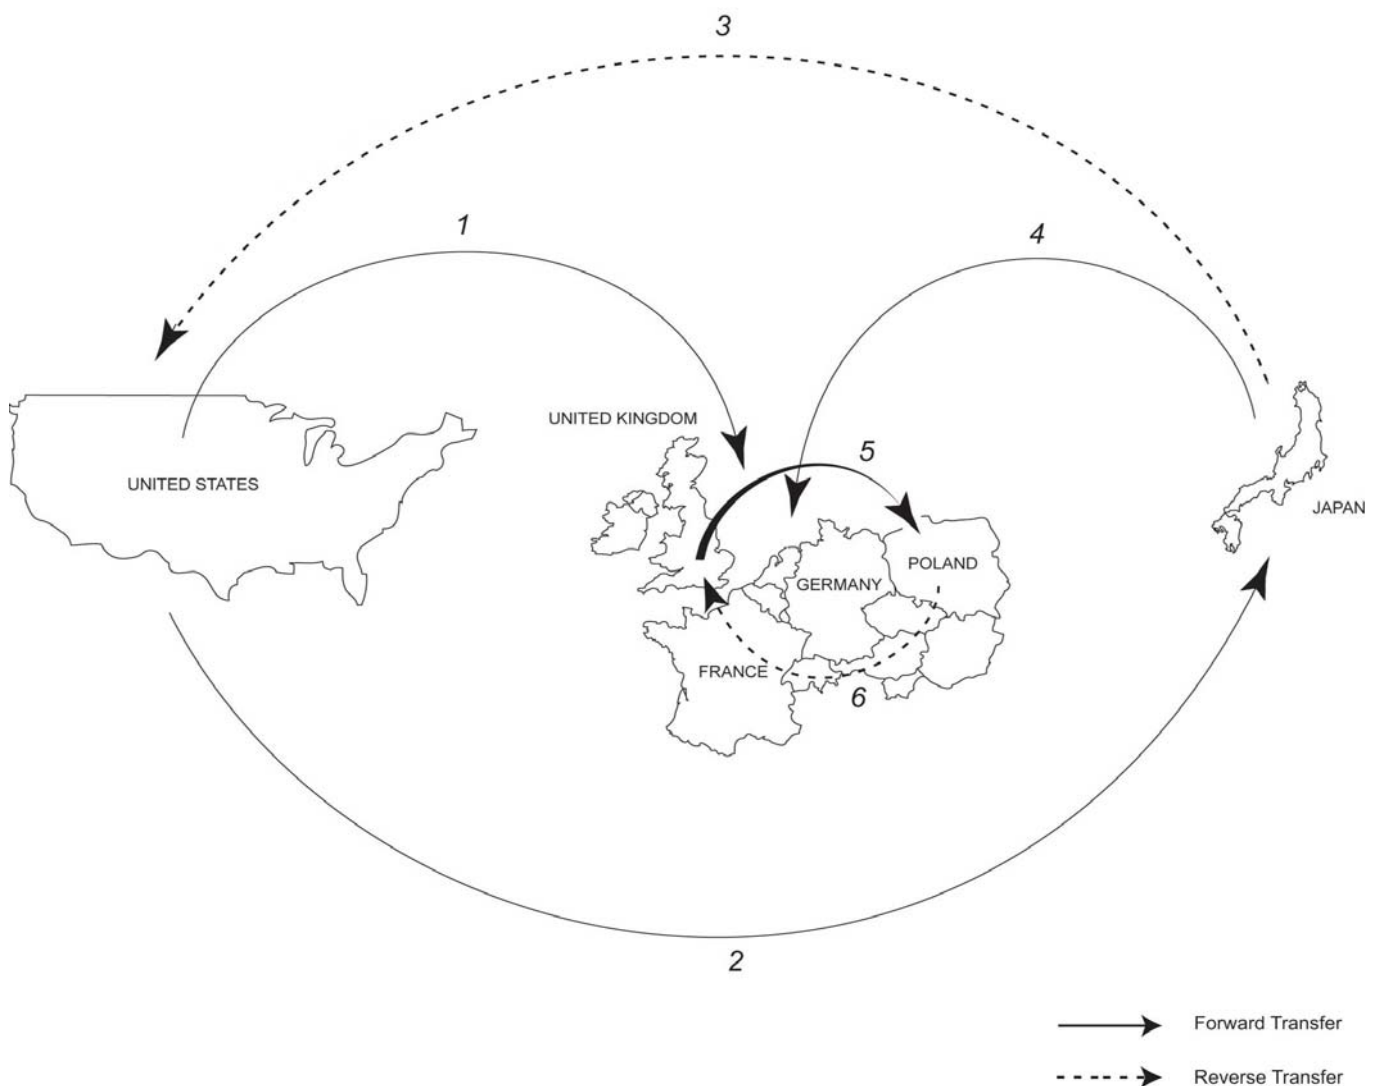 3
1
4
UNITED KINGDOM
5
UNITED STATES
JAPAN
POLAND
GERMANY
FRANCE
6
2
Forward Transfer
Reverse Transfer